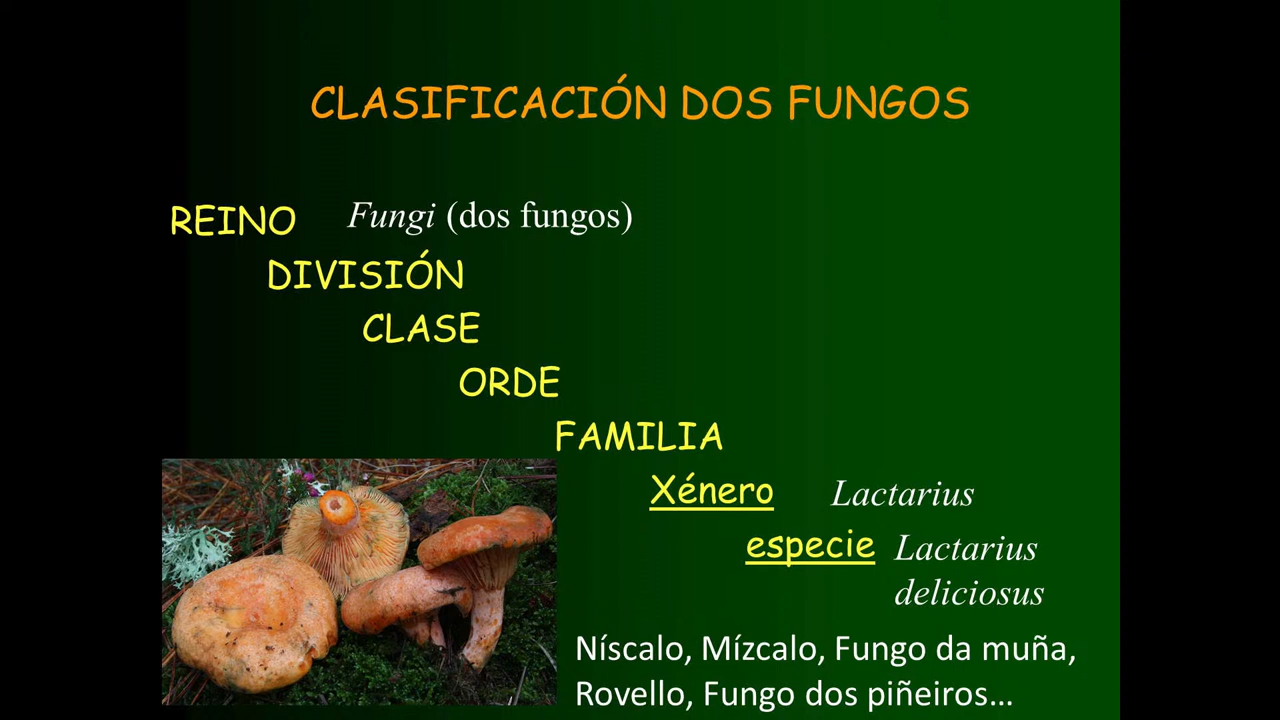 CLASIFICACIÓN DOS FUNGOS
REINO Fungi (dos fungos)
DIVISIÓN
CLASE
ORDE
FAMILIA
Xénero Lactarius
especie Lactarius
deliciosus
Níscalo, Mízcalo, Fungo da muña,
Rovello, Fungo dos piñeiros...